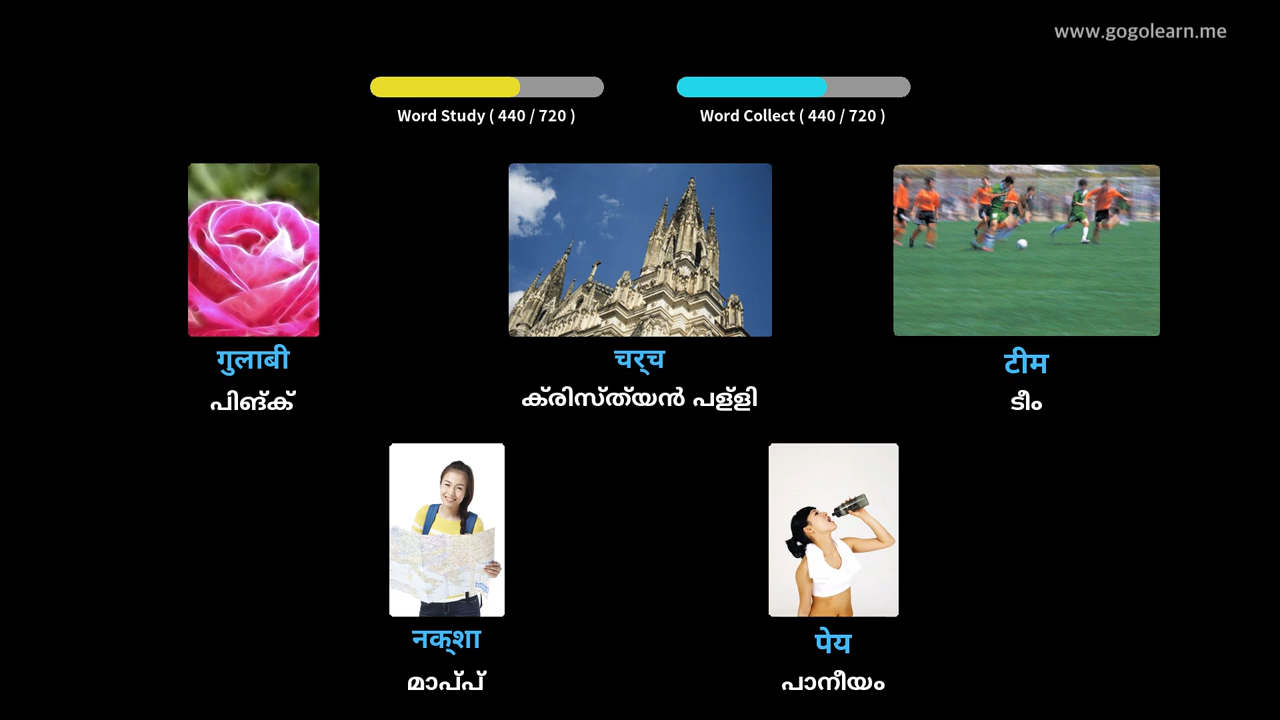 www.gogolearn.me
Word Study ( 440 / 720 )
Word Collect ( 440 / 720 )
गुलाबी
പിങ്ക്
चर्‌च
ക്‌രിസ്‌ത്‌യൻ പള്‌ളി
टीम
ടീം
नक्‌शा
മാപ്‌പ്
पेय
പാനീയം